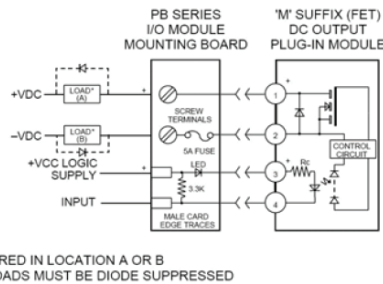 PB SERIES
I/O MODULE
MOUNTING BOARD
'M' SUFFIX (FET)
DC OUTPUT
PLUG-IN MODULE
+VDC
LOAD*
(A)
+
1
+
SCREW
TERMINALS
–VDC
LOAD*
(B)
5A FUSE
2
CONTROL
CIRCUIT
+VCC LOGIC
SUPPLY
+
LED
3
+
Rc
3.3K
INPUT
4
MALE CARD
EDGE TRACES
RED IN LOCATION A OR B
OADS MUST BE DIODE SUPPRESSED